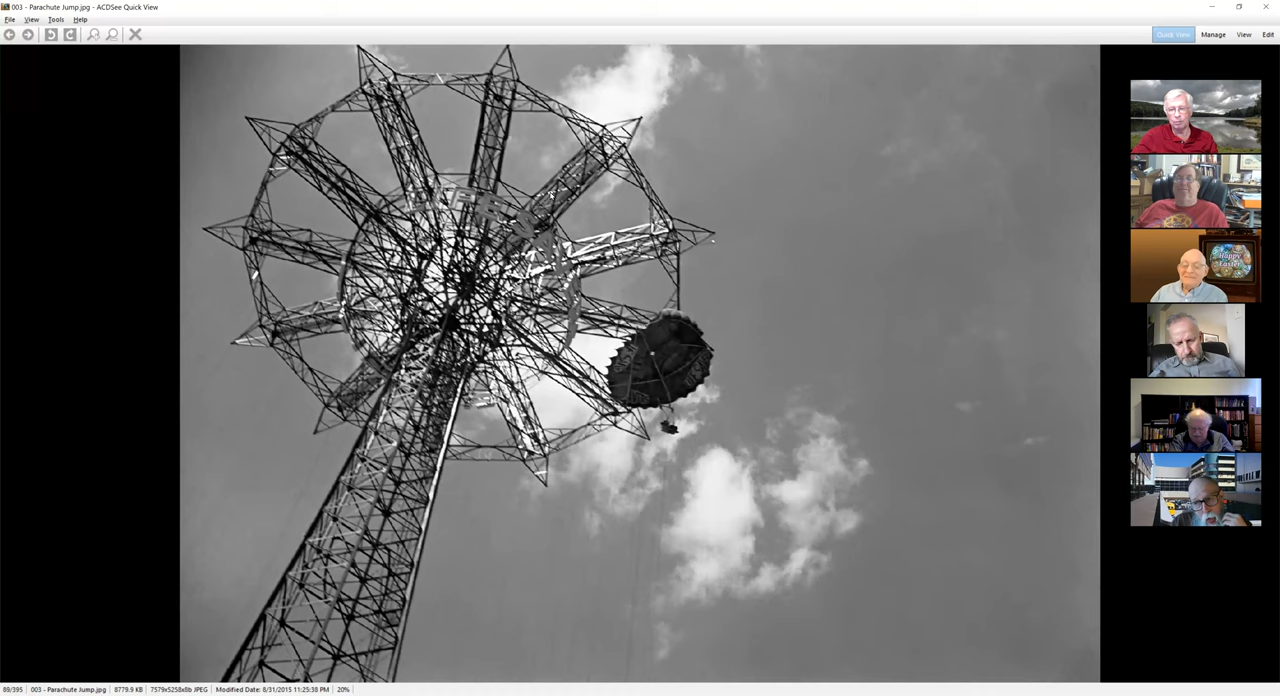 003 - Parachute Jump.jpg - ACDSee Quick View
File View Tools Help
Quick View Manage View Edit
LIFE SAVERS
Happy
Easter
89/395 003 - Parachute Jump.jpg 8779.9 KB 7579x5258x8b JPEG Modified Date: 8/31/2015 11:25:38 PM 20%